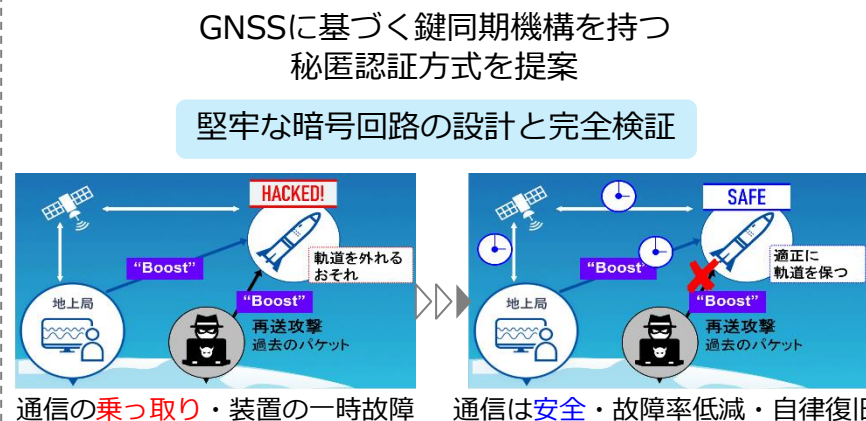 GNSSに基づく鍵同期機構を持つ
秘匿認証方式を提案
堅牢な暗号回路の設計と完全検証
HACKED!
軌道を外れる
おそれ
“Boost”
地上局
“Boost”
再送攻撃
過去のパケット
通信の乗っ取り・装置の一時故障
SAFE
適正に
軌道を保つ
“Boost”
地上局
“Boost”
再送攻撃
過去のパケット
通信は安全・故障率低減・自律復旧